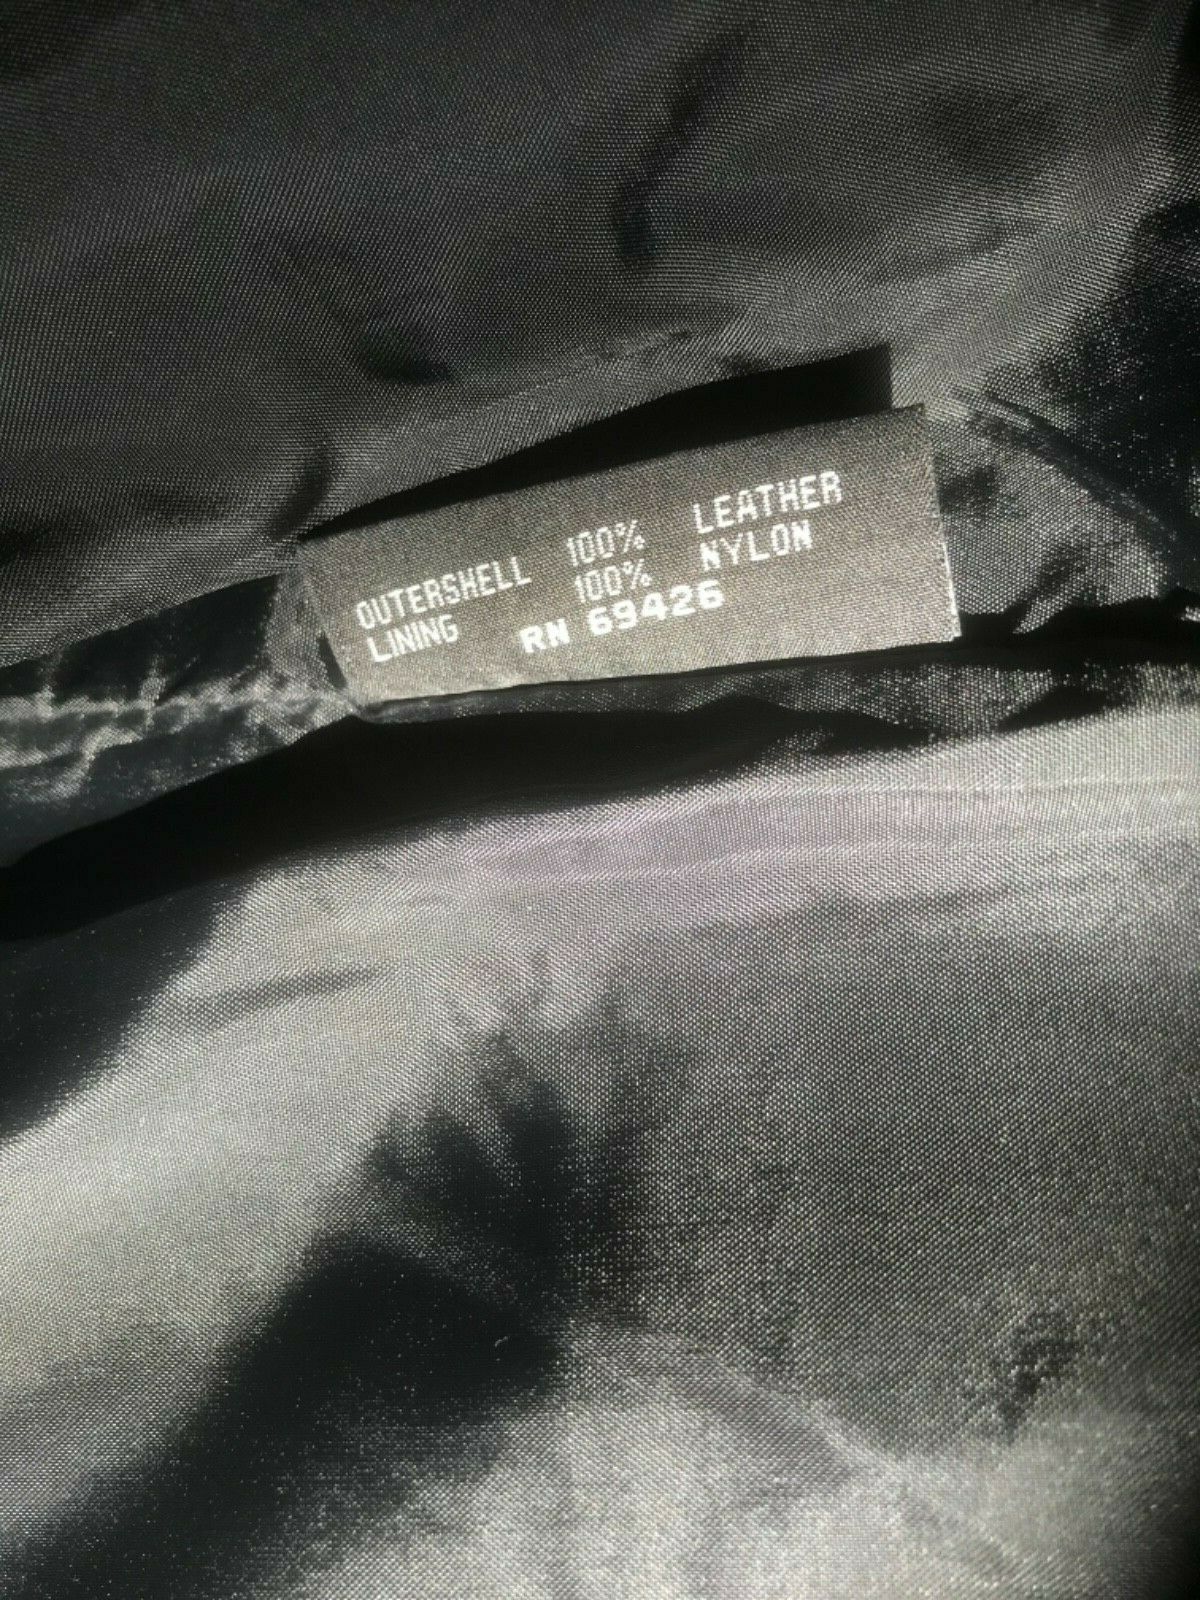 OUTERSHELL 100% LEATHER
LINING 100% NYLON
RN 69426